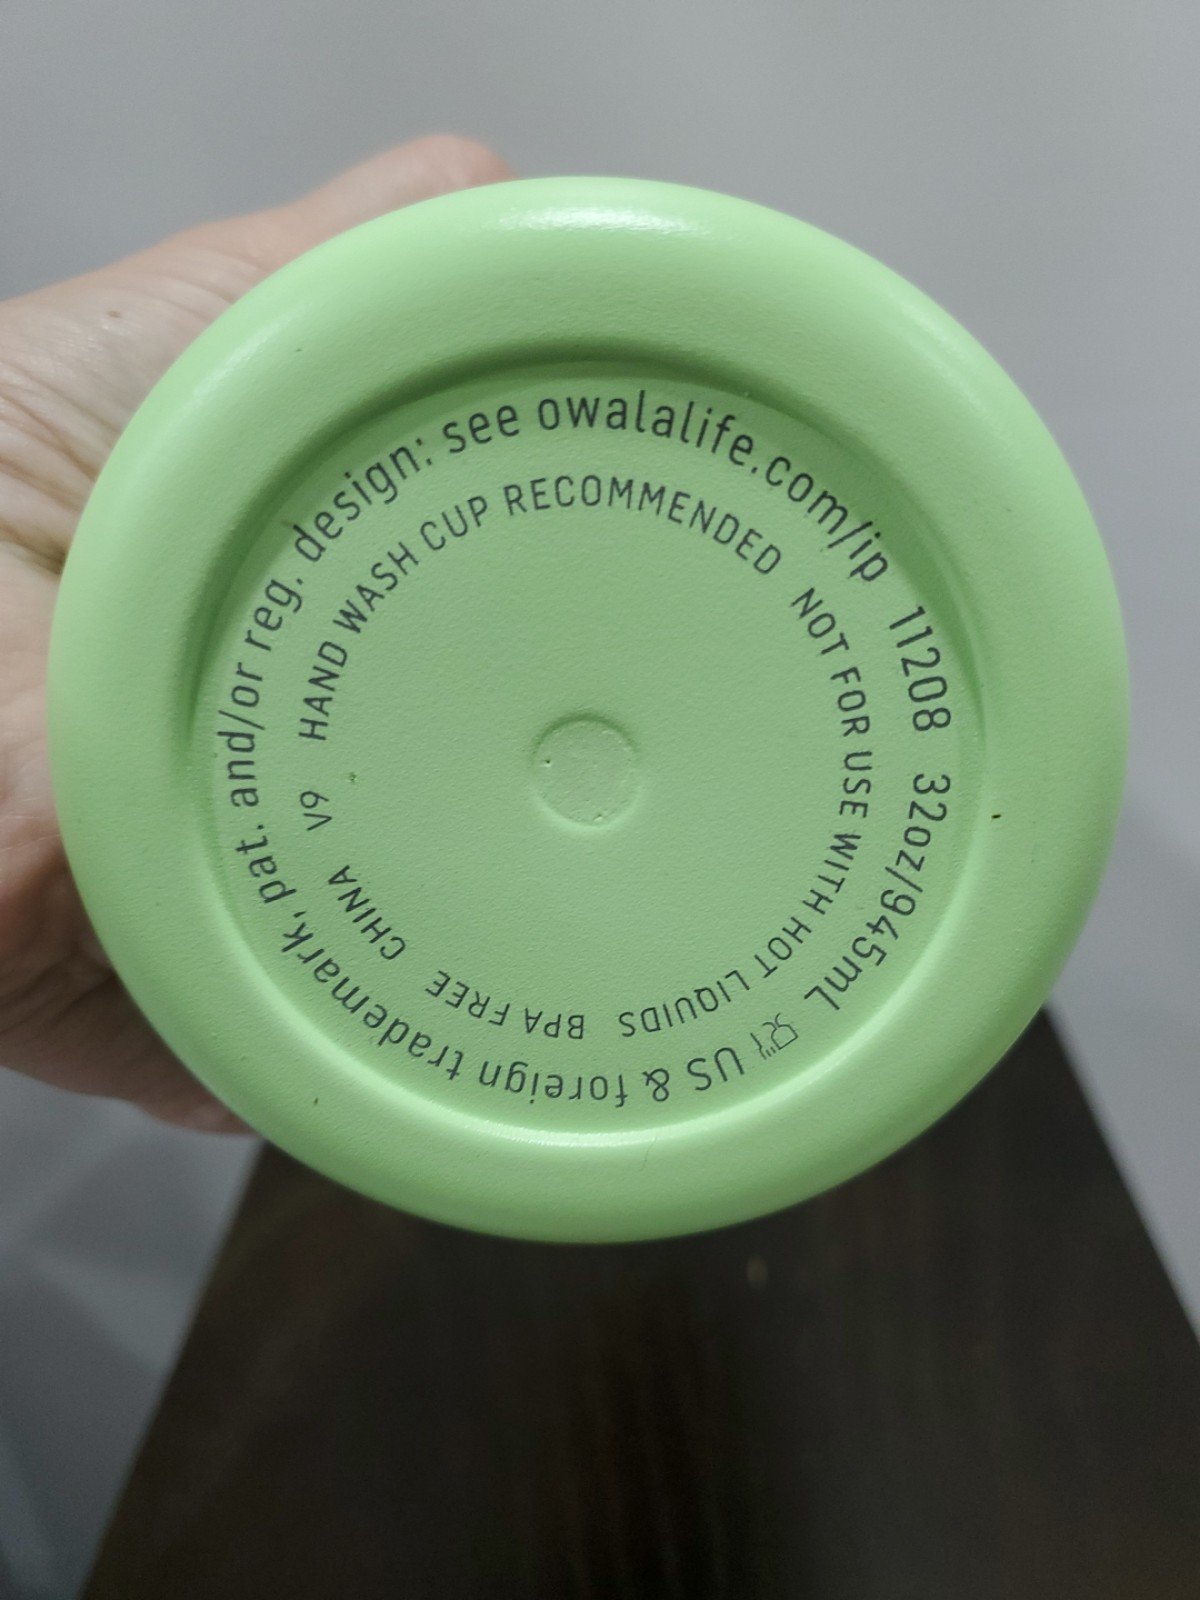 US & foreign trademark, pat. and/or reg. design: see owalalife.com/ip 11208 32oz/945mL
HAND WASH CUP RECOMMENDED NOT FOR USE WITH HOT LIQUIDS BPA FREE CHINA V9